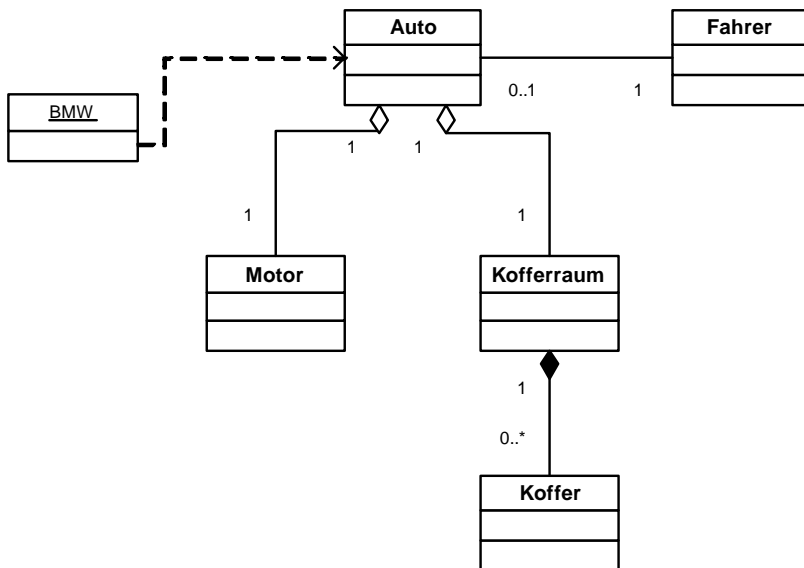 Auto
Fahrer
BMW
0..1
1
1
1
1
1
Motor
Kofferraum
1
0..*
Koffer